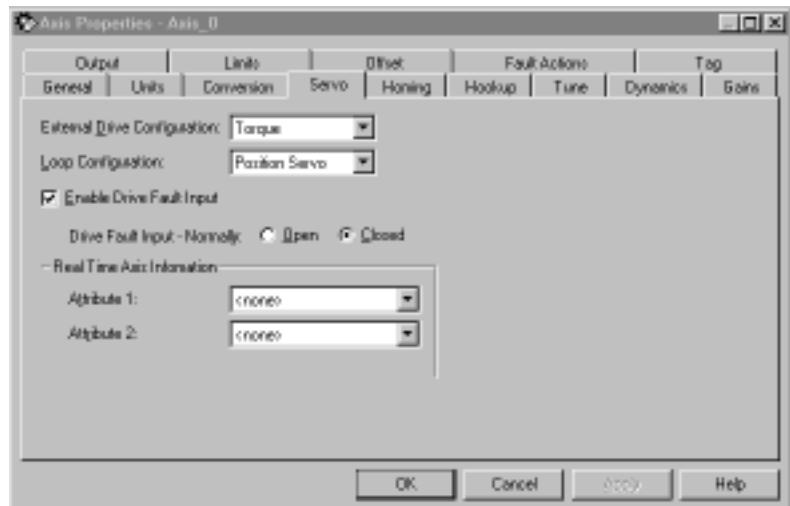 Axis Properties - Axis_0
Output Limits Offset Fault Actions Tag
General Units Conversion Servo Homing Hookup Tune Dynamics Gains
External Drive Configuration: Torque
Loop Configuration: Position Servo
Enable Drive Fault Input
Drive Fault Input - Normally: Open Closed
Real Time Axis Information
Attribute 1: <none>
Attribute 2: <none>
OK Cancel Apply Help